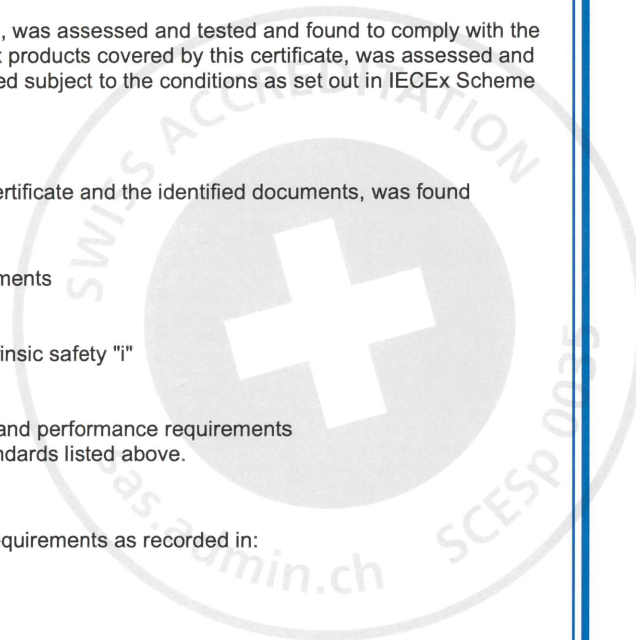 , was assessed and tested and found to comply with the
x products covered by this certificate, was assessed and
ed subject to the conditions as set out in IECEx Scheme
ertificate and the identified documents, was found
ments
insic safety "i"
and performance requirements
ndards listed above.
equirements as recorded in:
SWISS ACCREDITATION
sas.admin.ch
SCESp 0035